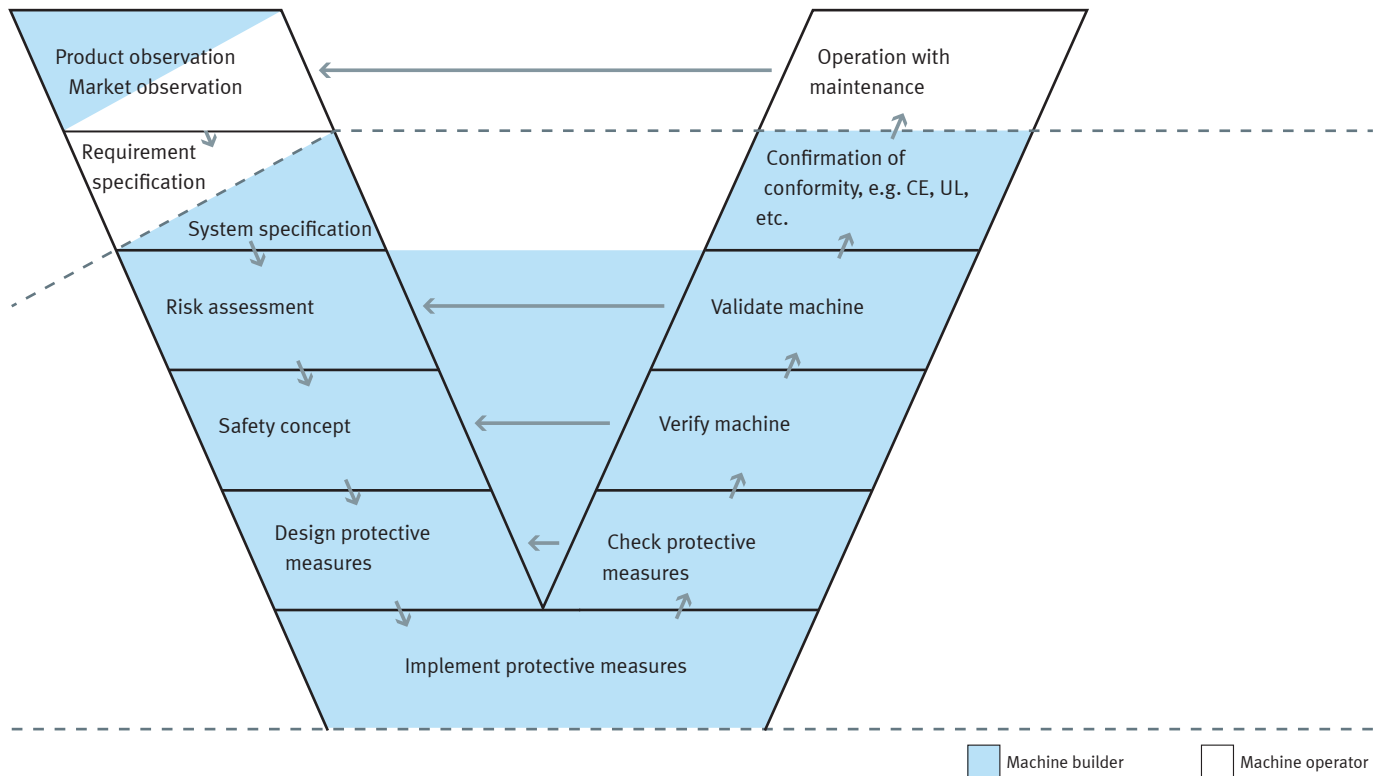 Product observation
Market observation
Operation with
maintenance
Requirement
specification
System specification
Confirmation of
conformity, e.g. CE, UL,
etc.
Risk assessment
Validate machine
Safety concept
Verify machine
Design protective
measures
Check protective
measures
Implement protective measures
Machine builder
Machine operator